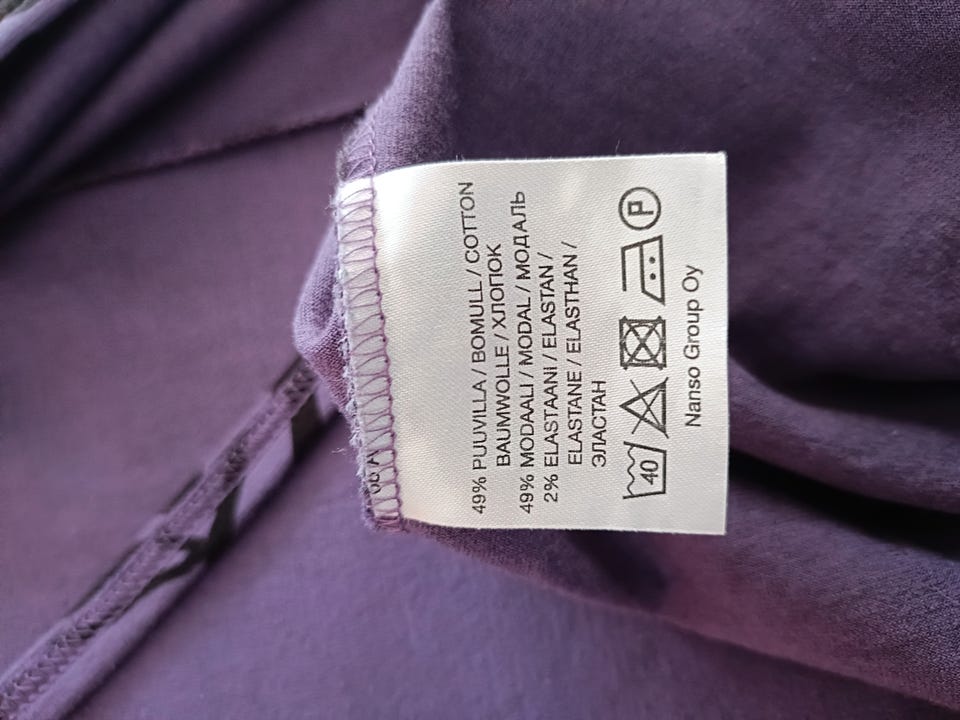 49% PUUVILLA / BOMULL / COTTON
BAUMWOLLE / ХЛОПОК
49% MODAALI / MODAL / МОДАЛЬ
2% ELASTAANI / ELASTAN /
ELASTANE / ELASTHAN /
ЭЛАСТАН
40 P
Nanso Group Oy